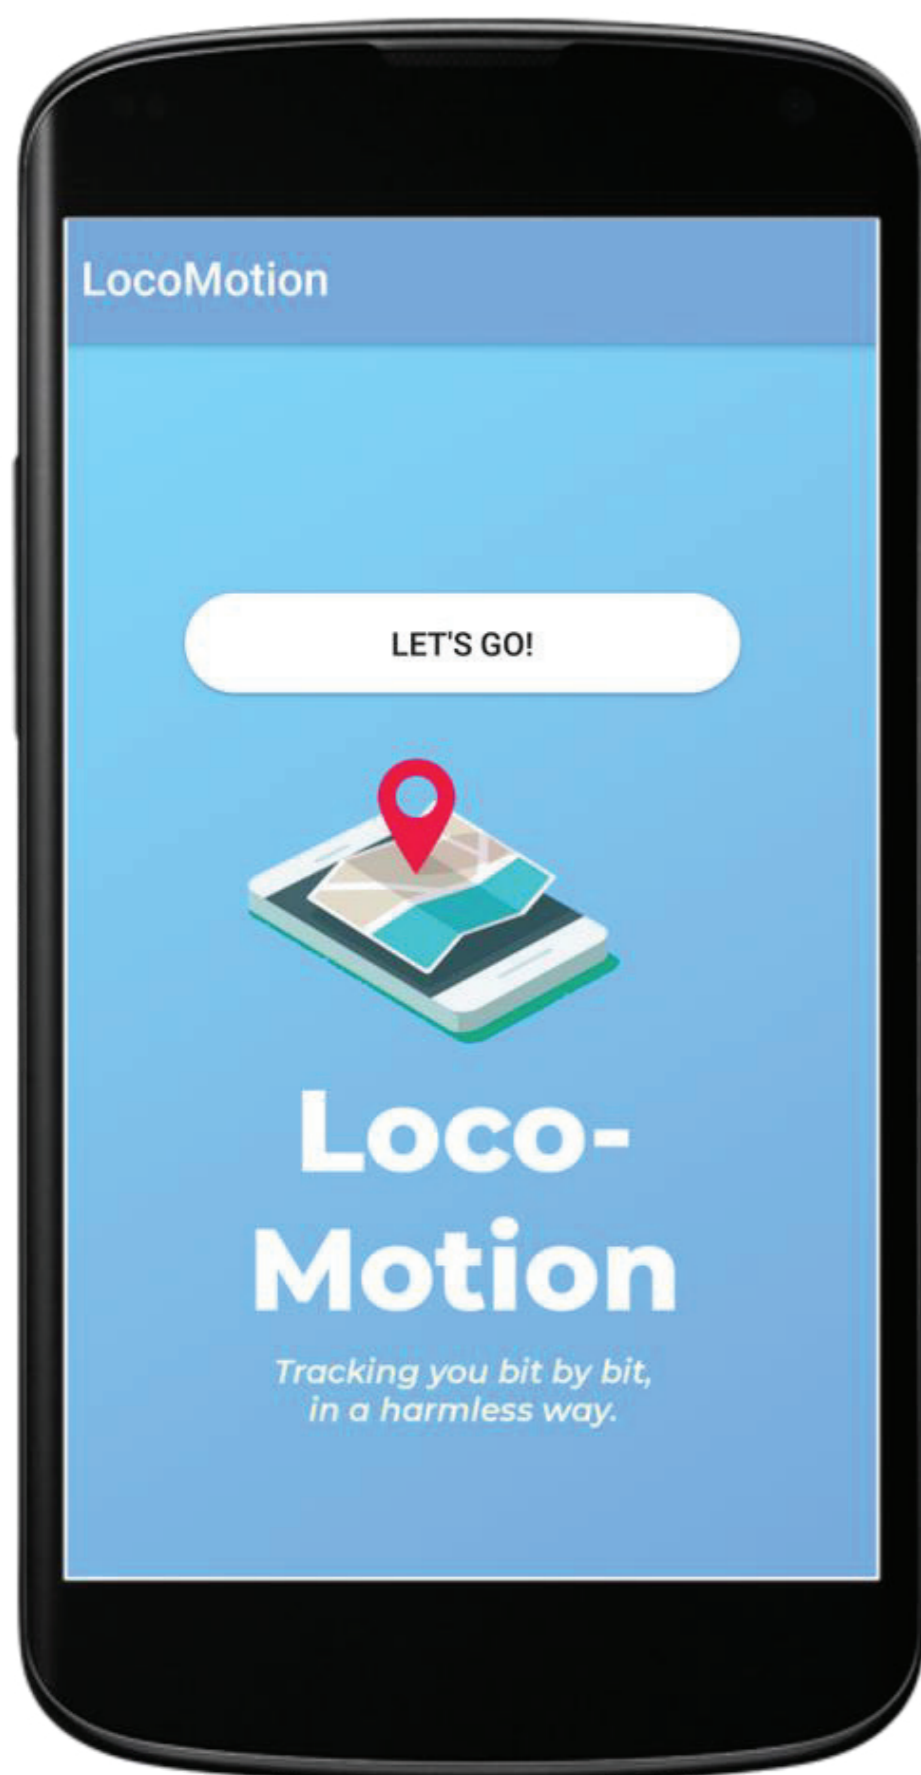 LocoMotion
LET'S GO!
Loco-
Motion
Tracking you bit by bit,
in a harmless way.